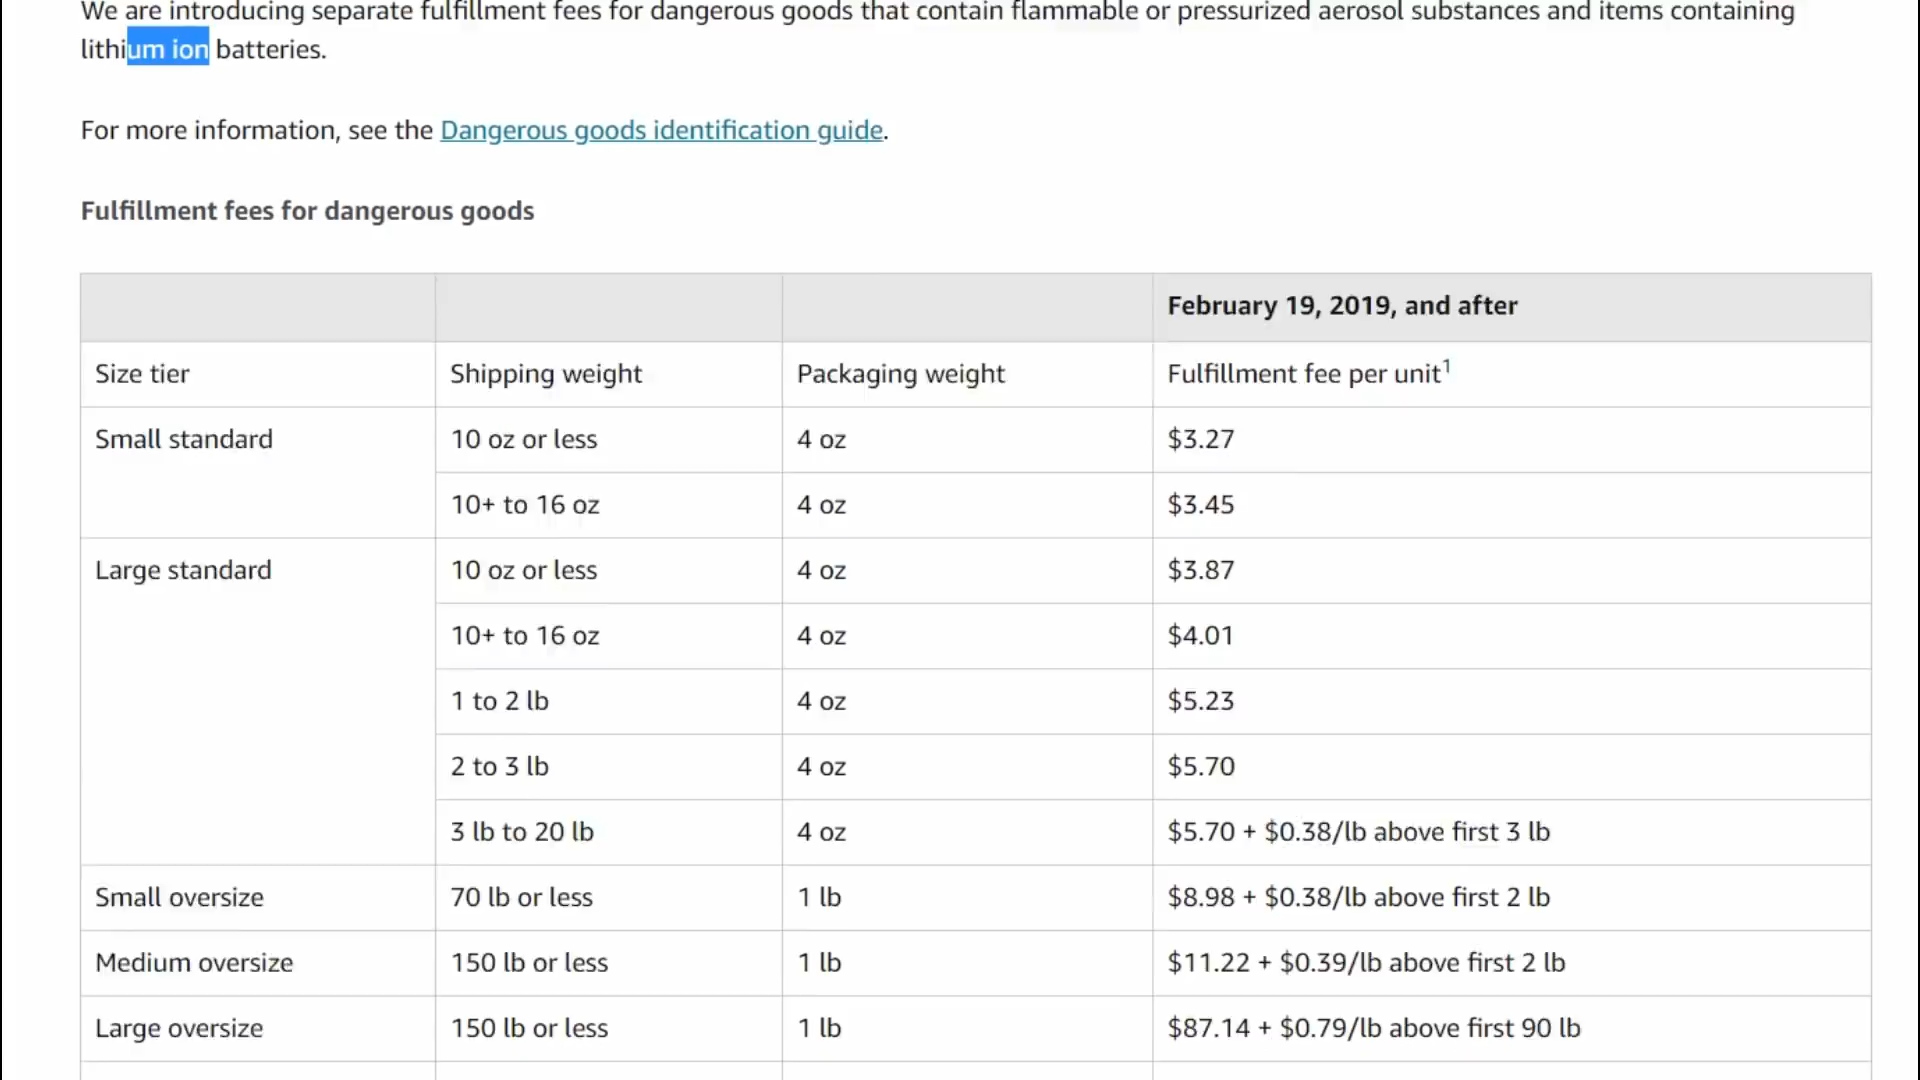 We are introducing separate fulfillment fees for dangerous goods that contain flammable or pressurized aerosol substances and items containing
lithium ion batteries.
For more information, see the Dangerous goods identification guide.
Fulfillment fees for dangerous goods
February 19, 2019, and after
Size tier Shipping weight Packaging weight Fulfillment fee per unit¹
Small standard 10 oz or less 4 oz $3.27
10+ to 16 oz 4 oz $3.45
Large standard 10 oz or less 4 oz $3.87
10+ to 16 oz 4 oz $4.01
1 to 2 lb 4 oz $5.23
2 to 3 lb 4 oz $5.70
3 lb to 20 lb 4 oz $5.70 + $0.38/lb above first 3 lb
Small oversize 70 lb or less 1 lb $8.98 + $0.38/lb above first 2 lb
Medium oversize 150 lb or less 1 lb $11.22 + $0.39/lb above first 2 lb
Large oversize 150 lb or less 1 lb $87.14 + $0.79/lb above first 90 lb